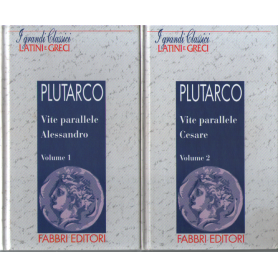 I grandi Classici
LATINI e GRECI
PLUTARCO
Vite parallele
Alessandro
Volume 1
FABBRI EDITORI
I grandi Classici
LATINI e GRECI
PLUTARCO
Vite parallele
Cesare
Volume 2
FABBRI EDITORI